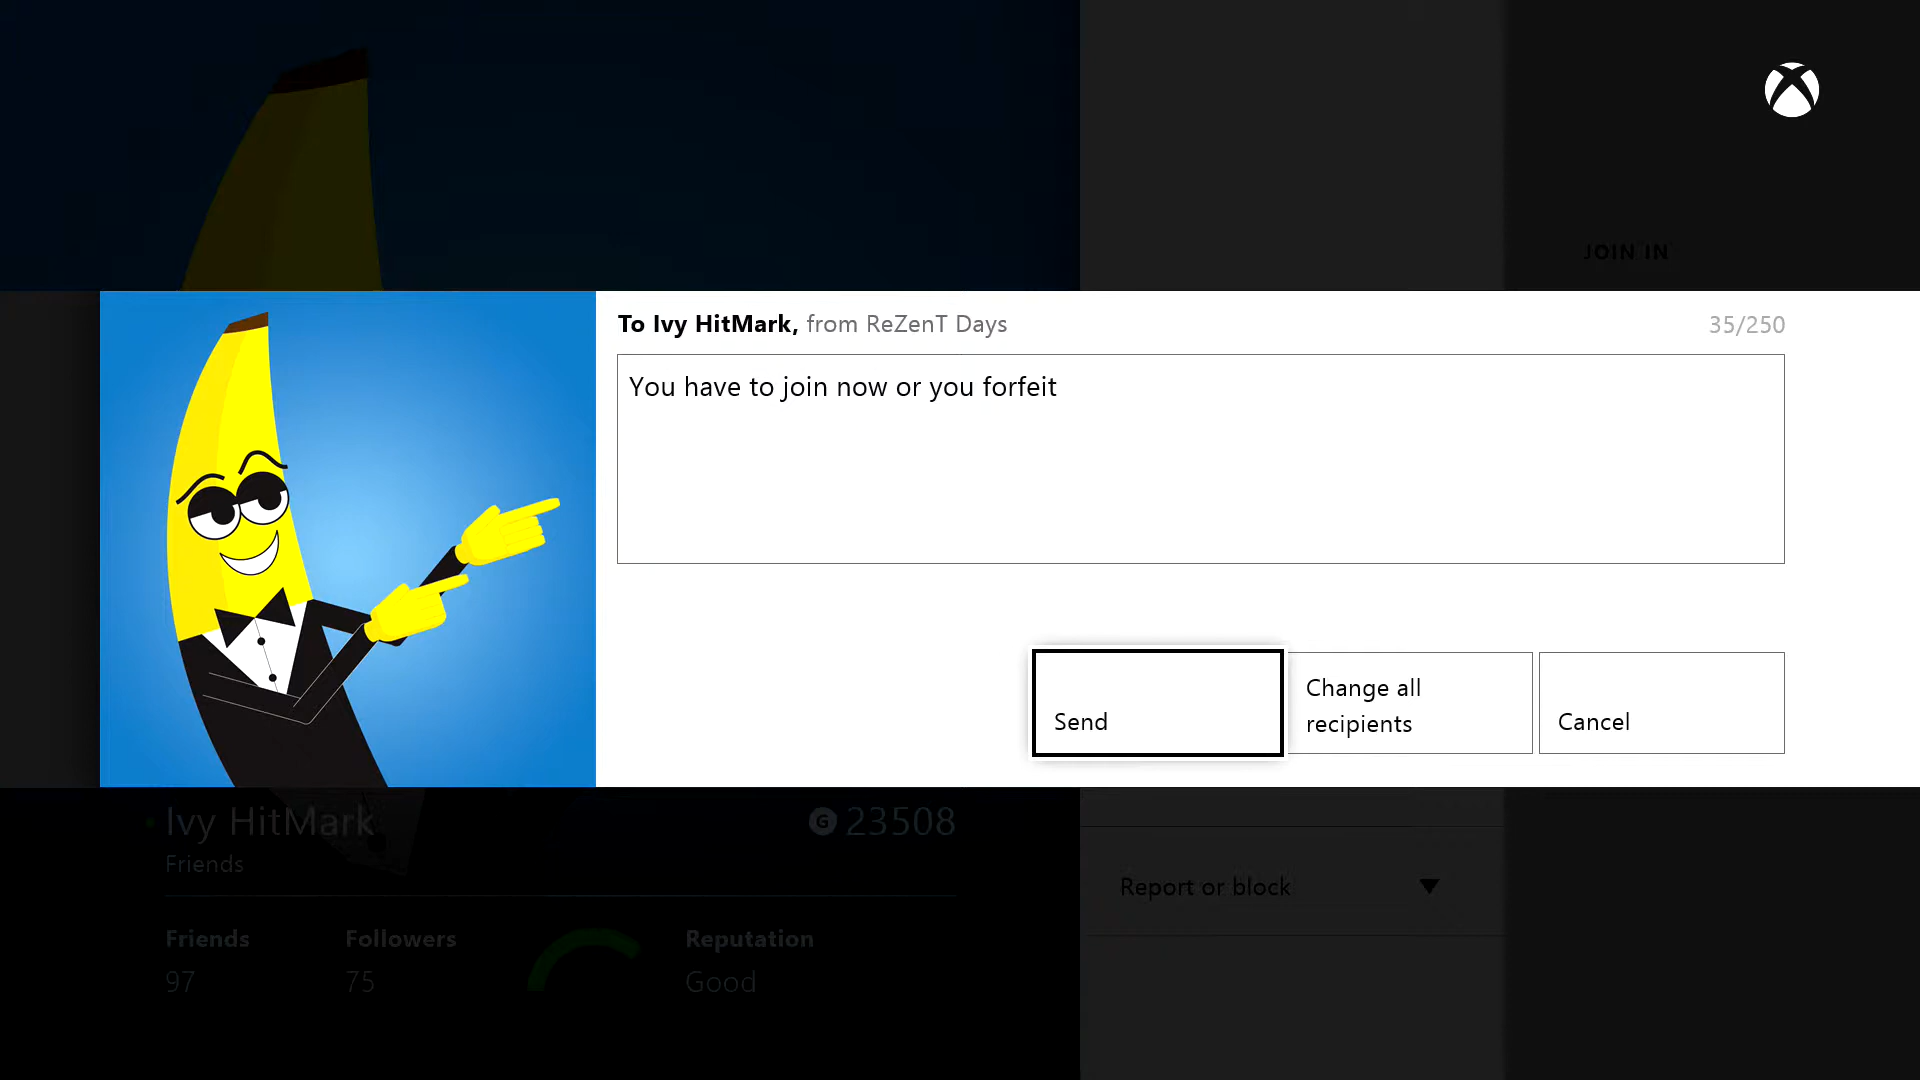 JOIN IN
To Ivy HitMark, from ReZenT Days
35/250
You have to join now or you forfeit
Send
Change all
recipients
Cancel
Ivy HitMark
G 23508
Friends
Report or block
Friends
Followers
Reputation
97
75
Good